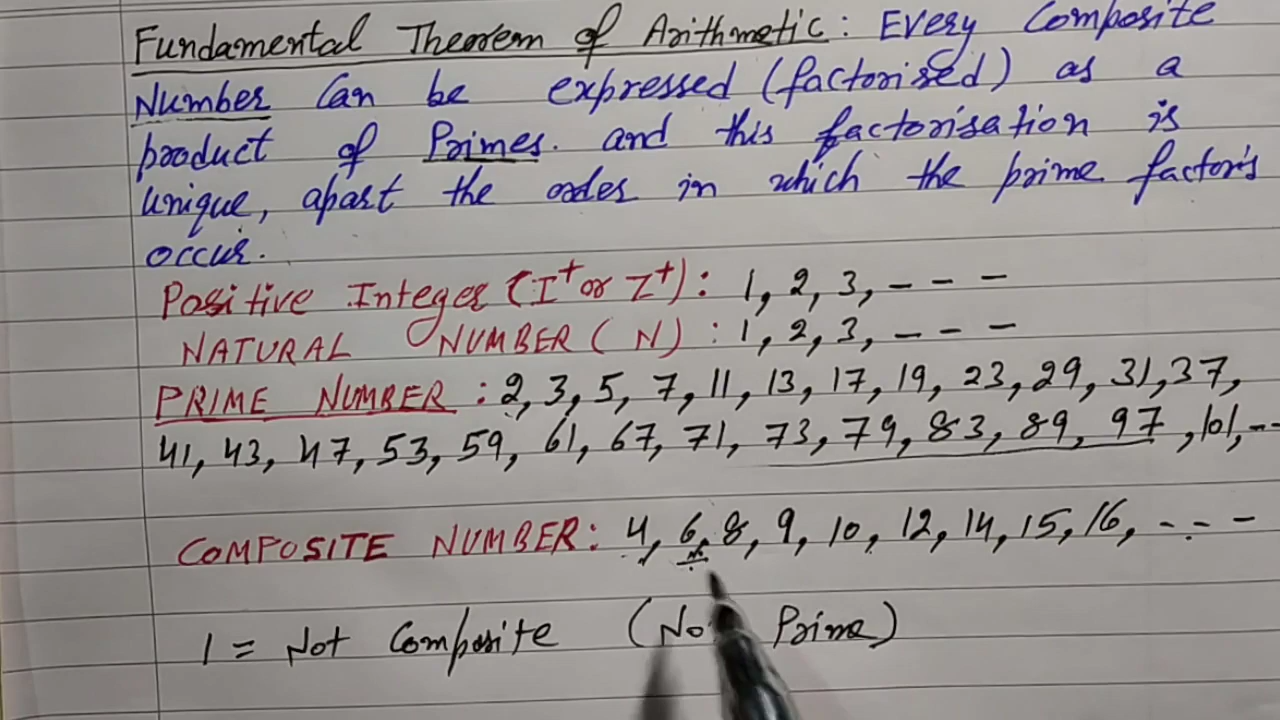 Fundamental Theorem of Arithmetic: Every Composite
Number Can be expressed (factorised) as a
product of Primes. and this factorisation is
unique, apart the order in which the prime factors
occur.
Positive Integer (I⁺ or Z⁺) : 1, 2, 3, - - -
NATURAL NUMBER ( N ) : 1, 2, 3, - - -
PRIME NUMBER : 2, 3, 5, 7, 11, 13, 17, 19, 23, 29, 31, 37,
41, 43, 47, 53, 59, 61, 67, 71, 73, 79, 83, 89, 97, 101, --
COMPOSITE NUMBER: 4, 6, 8, 9, 10, 12, 14, 15, 16, - - -
1 = Not Composite ( Prime)